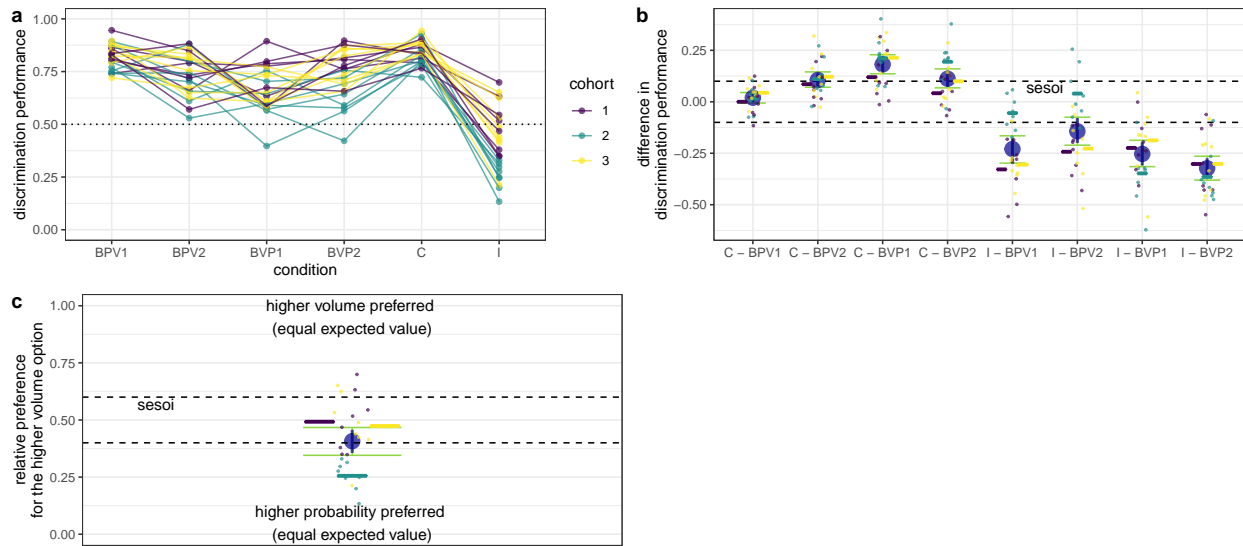 a
1.00
0.75
0.50
0.25
0.00
discrimination performance
BPV1 BPV2 BVP1 BVP2 C I
condition
cohort
1
2
3
b
0.25
0.00
−0.25
−0.50
difference in
discrimination performance
sesoi
C − BPV1 C − BPV2 C − BVP1 C − BVP2 I − BPV1 I − BPV2 I − BVP1 I − BVP2
c
1.00
0.75
0.50
0.25
0.00
relative preference
for the higher volume option
higher volume preferred
(equal expected value)
sesoi
higher probability preferred
(equal expected value)